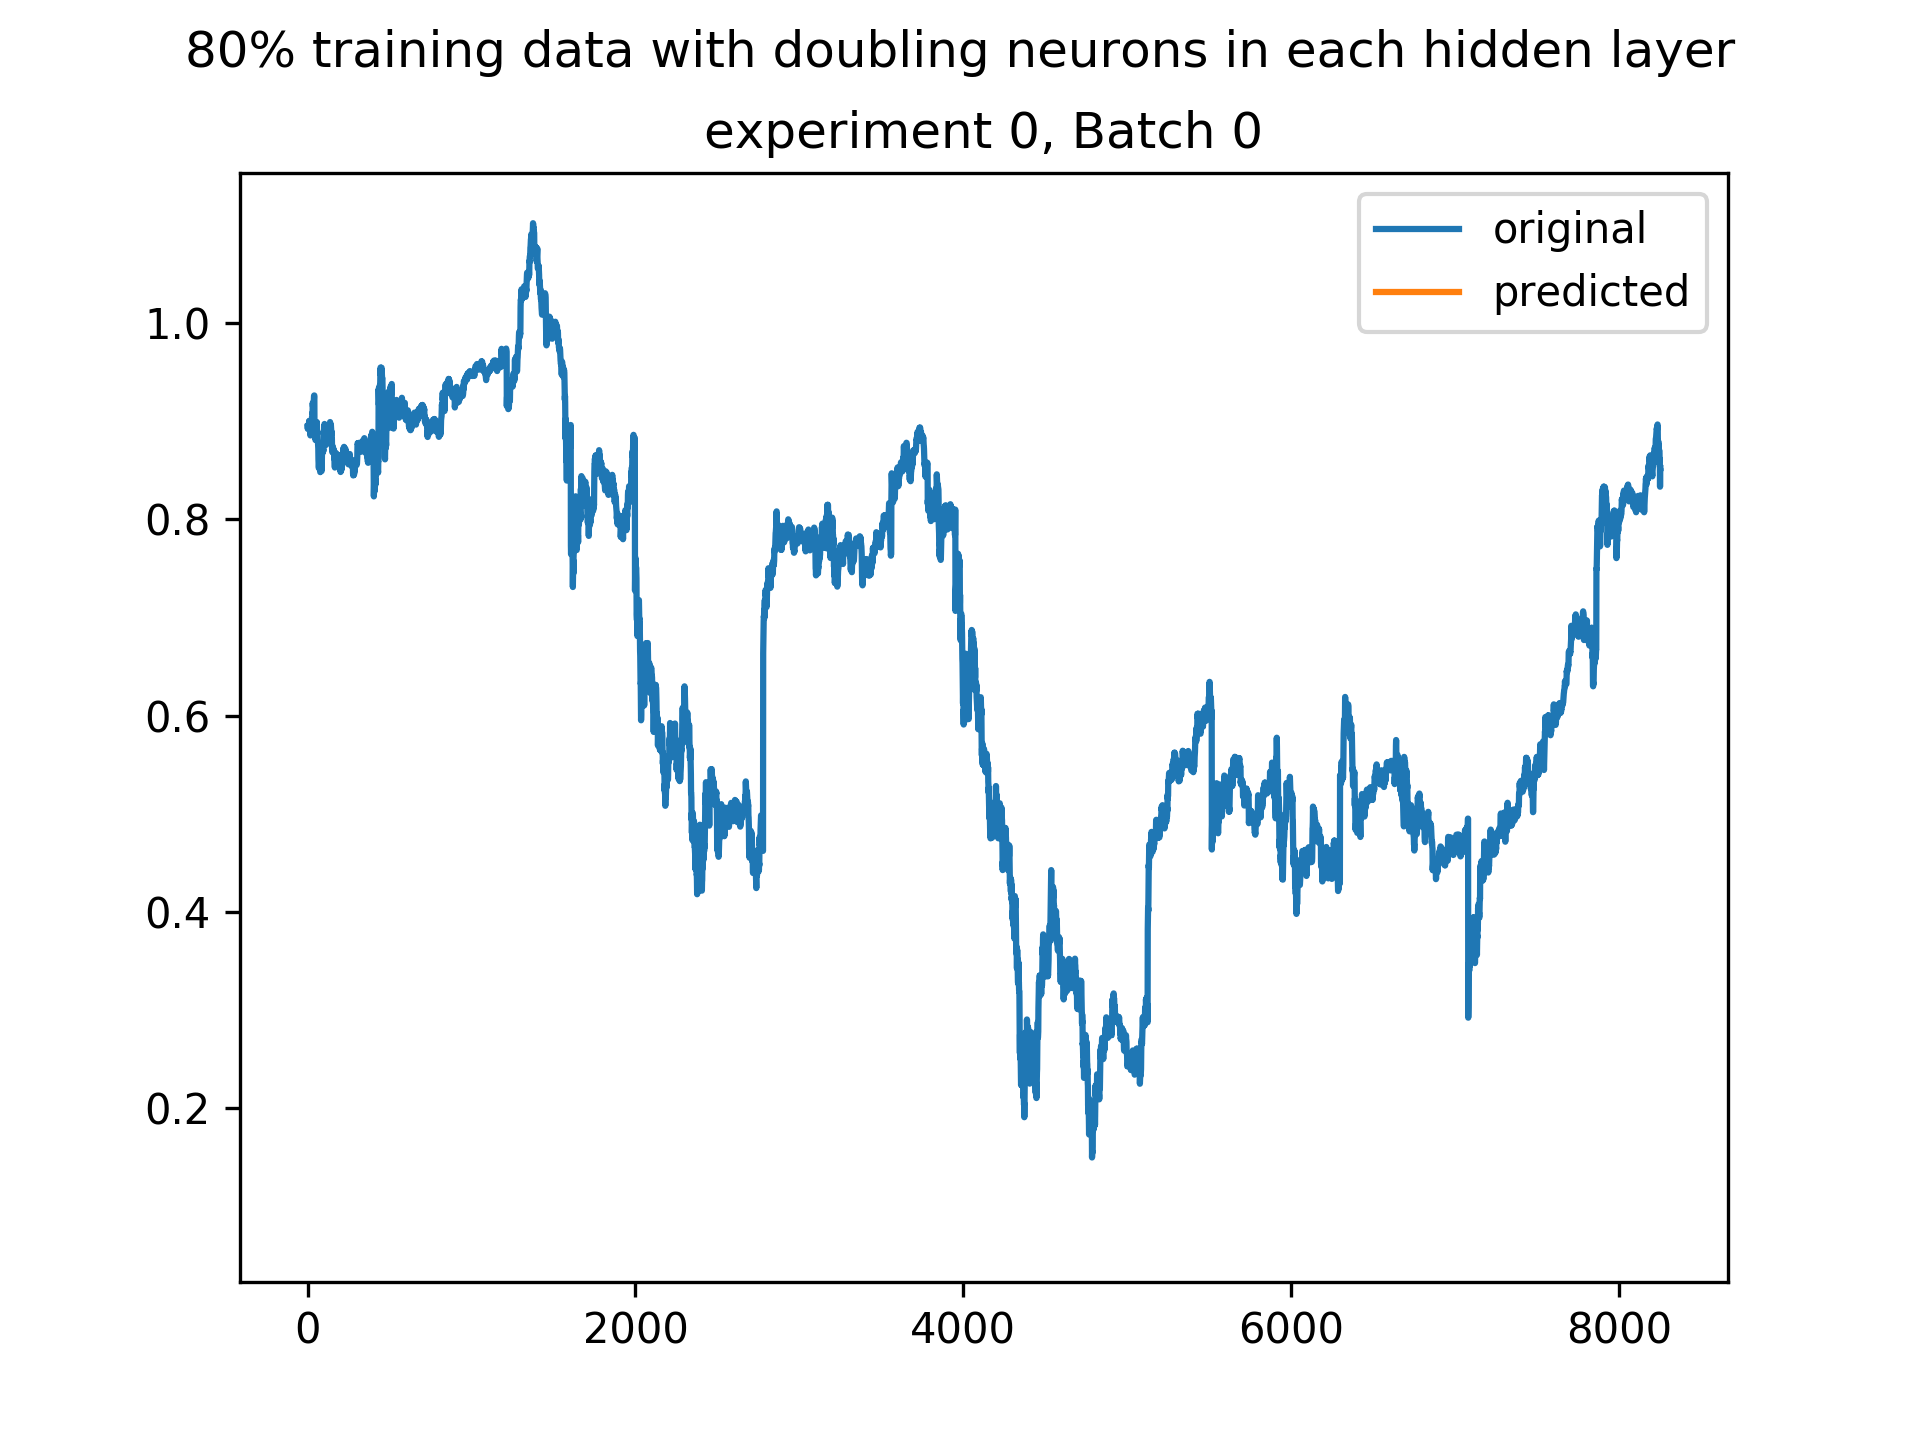 80% training data with doubling neurons in each hidden layer
experiment 0, Batch 0
original
predicted
1.0
0.8
0.6
0.4
0.2
0 2000 4000 6000 8000